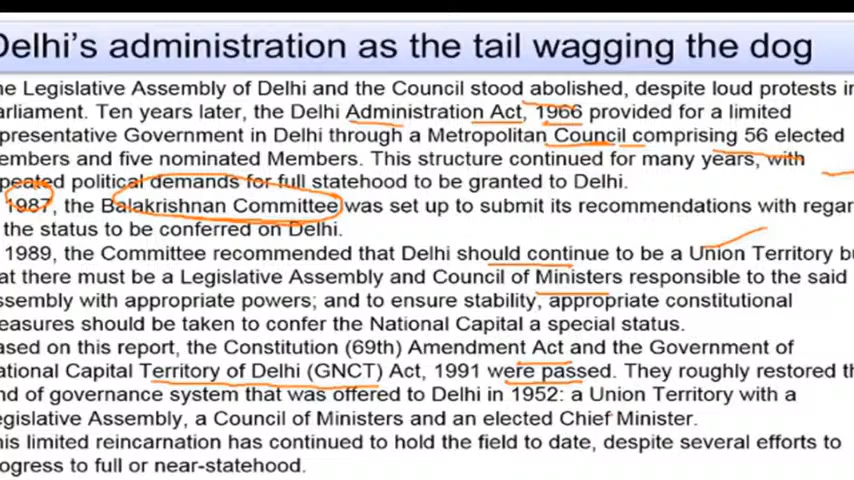 Delhi's administration as the tail wagging the dog
he Legislative Assembly of Delhi and the Council stood abolished, despite loud protests in
arliament. Ten years later, the Delhi Administration Act, 1966 provided for a limited
epresentative Government in Delhi through a Metropolitan Council comprising 56 elected
embers and five nominated Members. This structure continued for many years, with
epeated political demands for full statehood to be granted to Delhi.
1987, the Balakrishnan Committee was set up to submit its recommendations with regar
the status to be conferred on Delhi.
1989, the Committee recommended that Delhi should continue to be a Union Territory bu
at there must be a Legislative Assembly and Council of Ministers responsible to the said
ssembly with appropriate powers; and to ensure stability, appropriate constitutional
easures should be taken to confer the National Capital a special status.
ased on this report, the Constitution (69th) Amendment Act and the Government of
ational Capital Territory of Delhi (GNCT) Act, 1991 were passed. They roughly restored th
nd of governance system that was offered to Delhi in 1952: a Union Territory with a
egislative Assembly, a Council of Ministers and an elected Chief Minister.
his limited reincarnation has continued to hold the field to date, despite several efforts to
ogress to full or near-statehood.